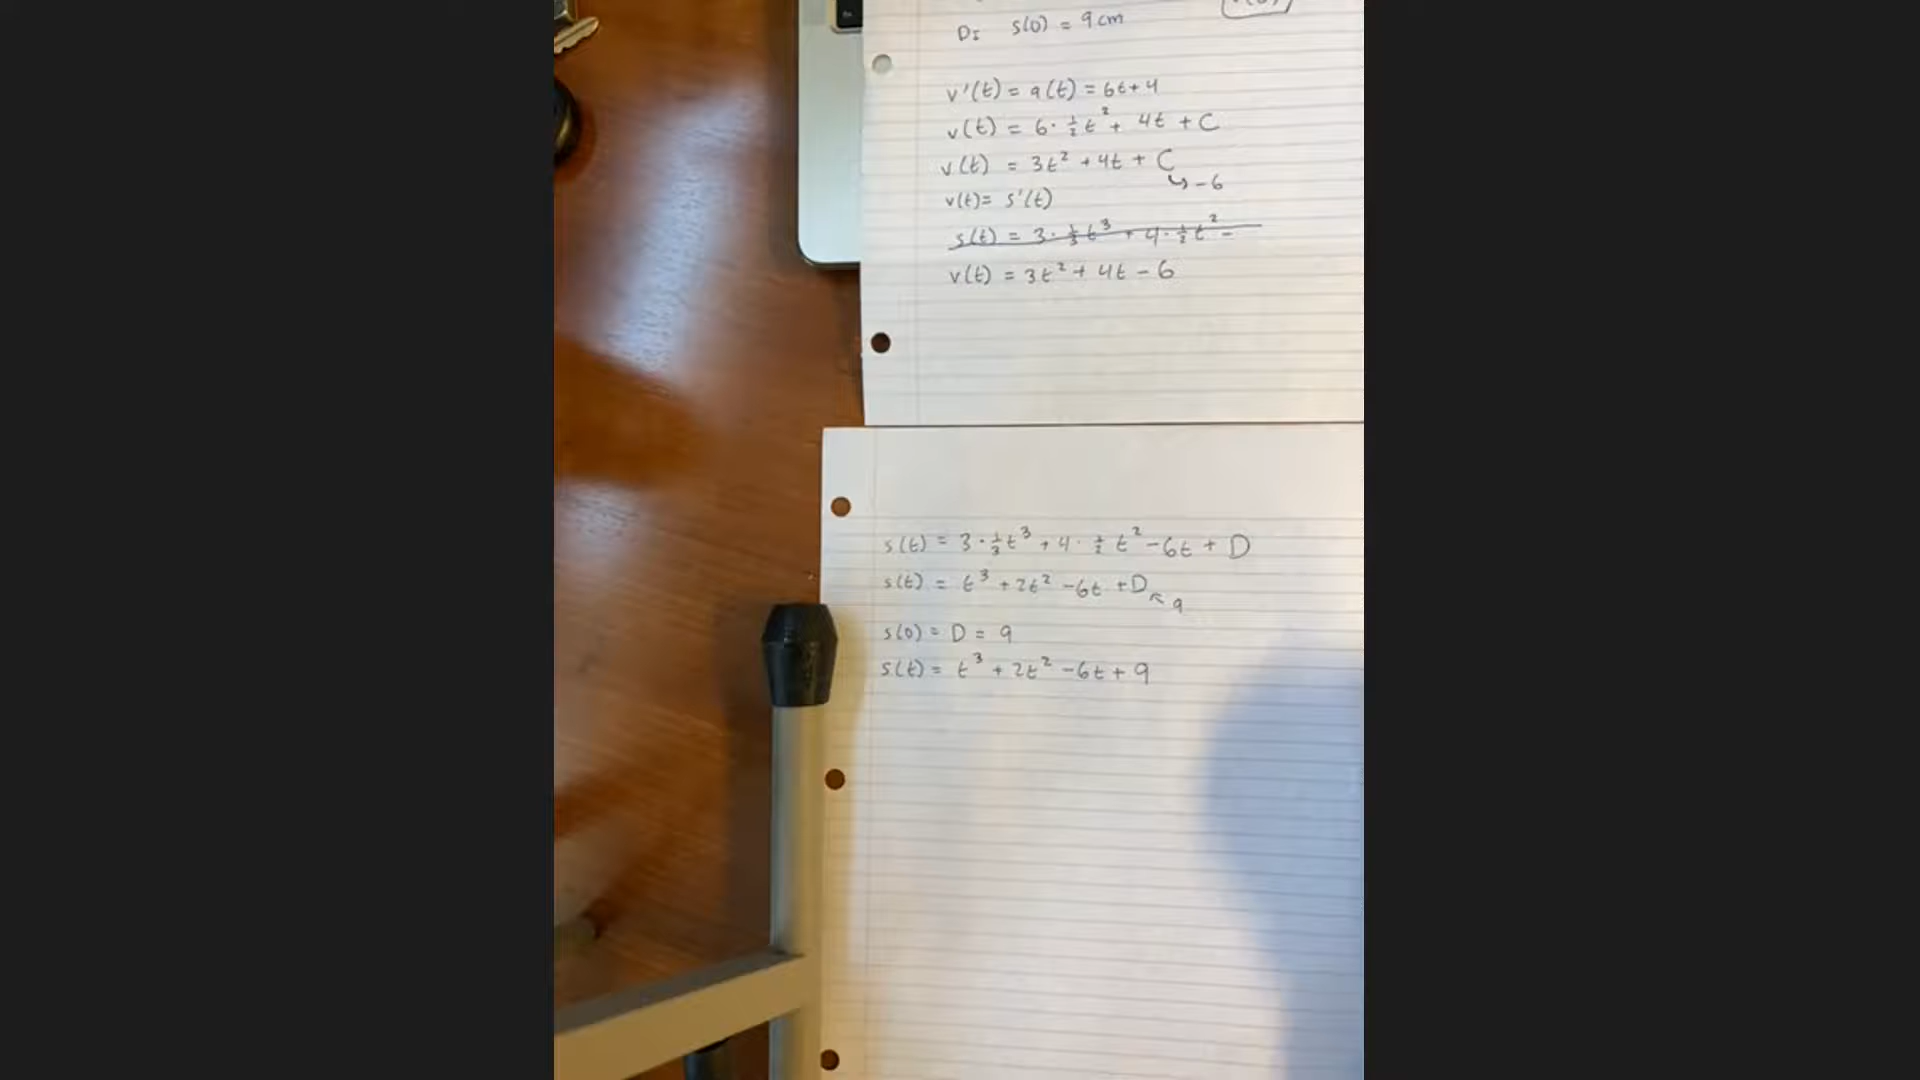 D: s(0) = 9 cm
v'(t) = a(t) = 6t + 4
v(t) = 6 · 1/2 t² + 4t + C
v(t) = 3t² + 4t + C
↳ -6
v(t) = s'(t)
s(t) = 3 · 1/3 t³ + 4 · 1/2 t² -
v(t) = 3t² + 4t - 6
s(t) = 3 · 1/3 t³ + 4 · 1/2 t² - 6t + D
s(t) = t³ + 2t² - 6t + D
↖ 9
s(0) = D = 9
s(t) = t³ + 2t² - 6t + 9